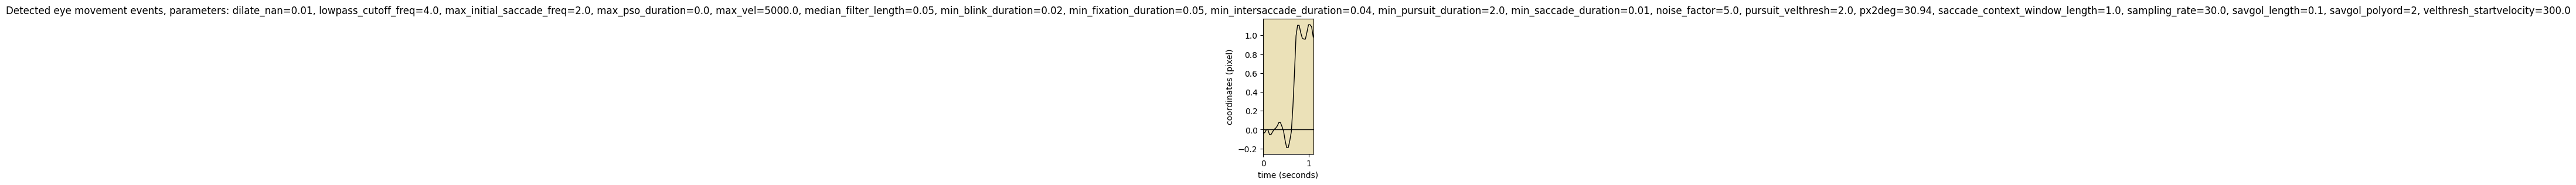 Detected eye movement events, parameters: dilate_nan=0.01, lowpass_cutoff_freq=4.0, max_initial_saccade_freq=2.0, max_pso_duration=0.0, max_vel=5000.0, median_filter_length=0.05, min_blink_duration=0.02, min_fixation_duration=0.05, min_intersaccade_duration=0.04, min_pursuit_duration=2.0, min_saccade_duration=0.01, noise_factor=5.0, pursuit_velthresh=2.0, px2deg=30.94, saccade_context_window_length=1.0, sampling_rate=30.0, savgol_length=0.1, savgol_polyord=2, velthresh_startvelocity=300.0
coordinates (pixel)
1.0
0.8
0.6
0.4
0.2
0.0
−0.2
0 1
time (seconds)